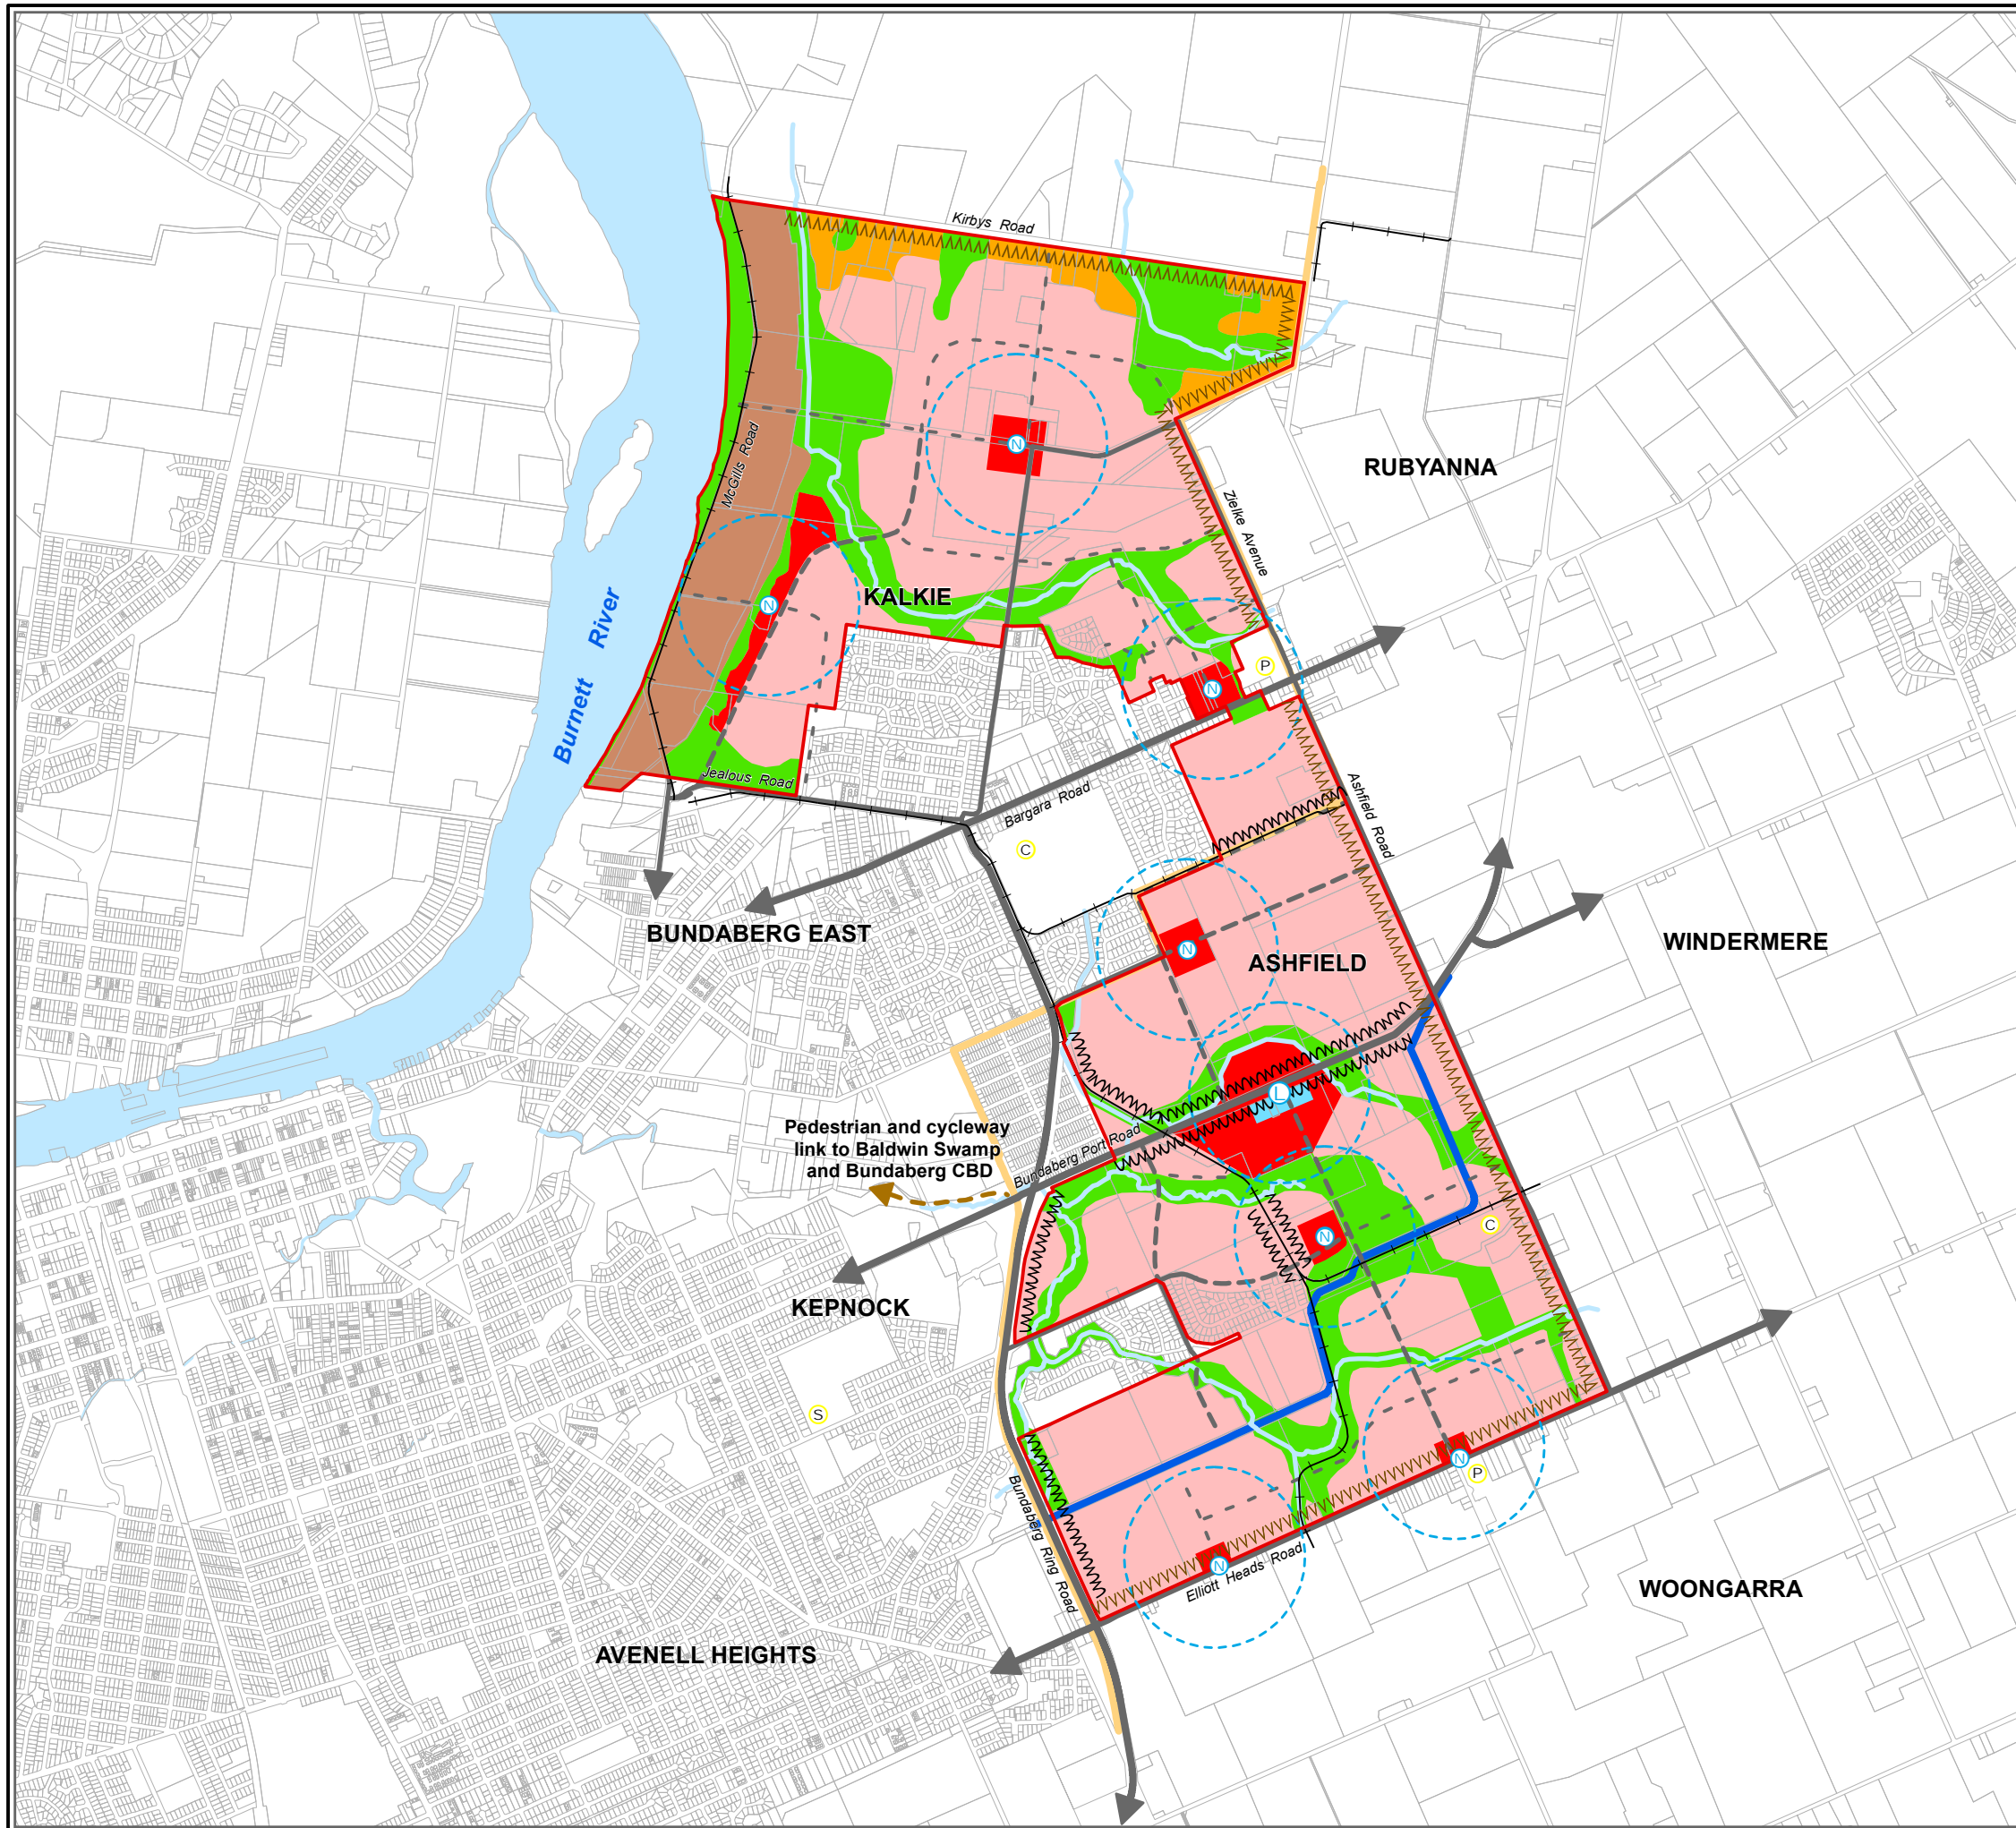 Kirbys Road
McGills Road
RUBYANNA
Zielke Avenue
N
KALKIE
N
Burnett River
P
N
Jealous Road
Bargara Road
Ashfield Road
C
BUNDABERG EAST
WINDERMERE
N
ASHFIELD
L
Pedestrian and cycleway
link to Baldwin Swamp
and Bundaberg CBD
Bundaberg Port Road
C
N
KEPNOCK
S
N
P
Bundaberg Ring Road
N
Elliott Heads Road
WOONGARRA
AVENELL HEIGHTS